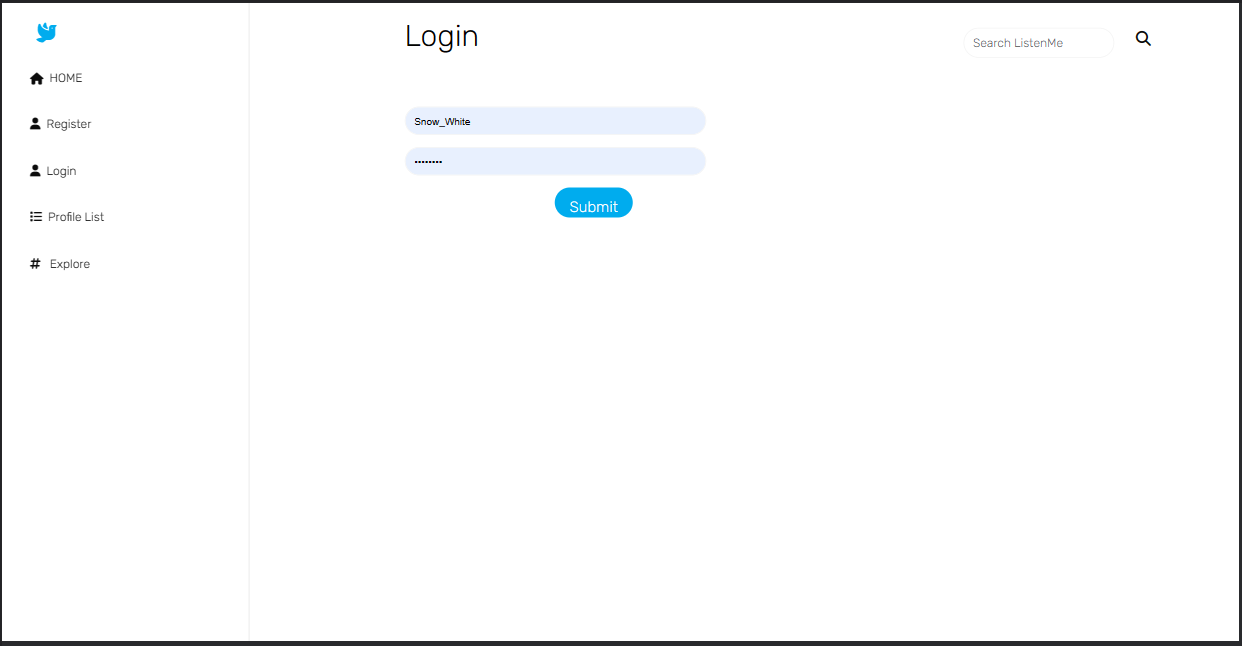 HOME
Register
Login
Profile List
# Explore
Login
Snow_White
••••••••
Submit
Search ListenMe